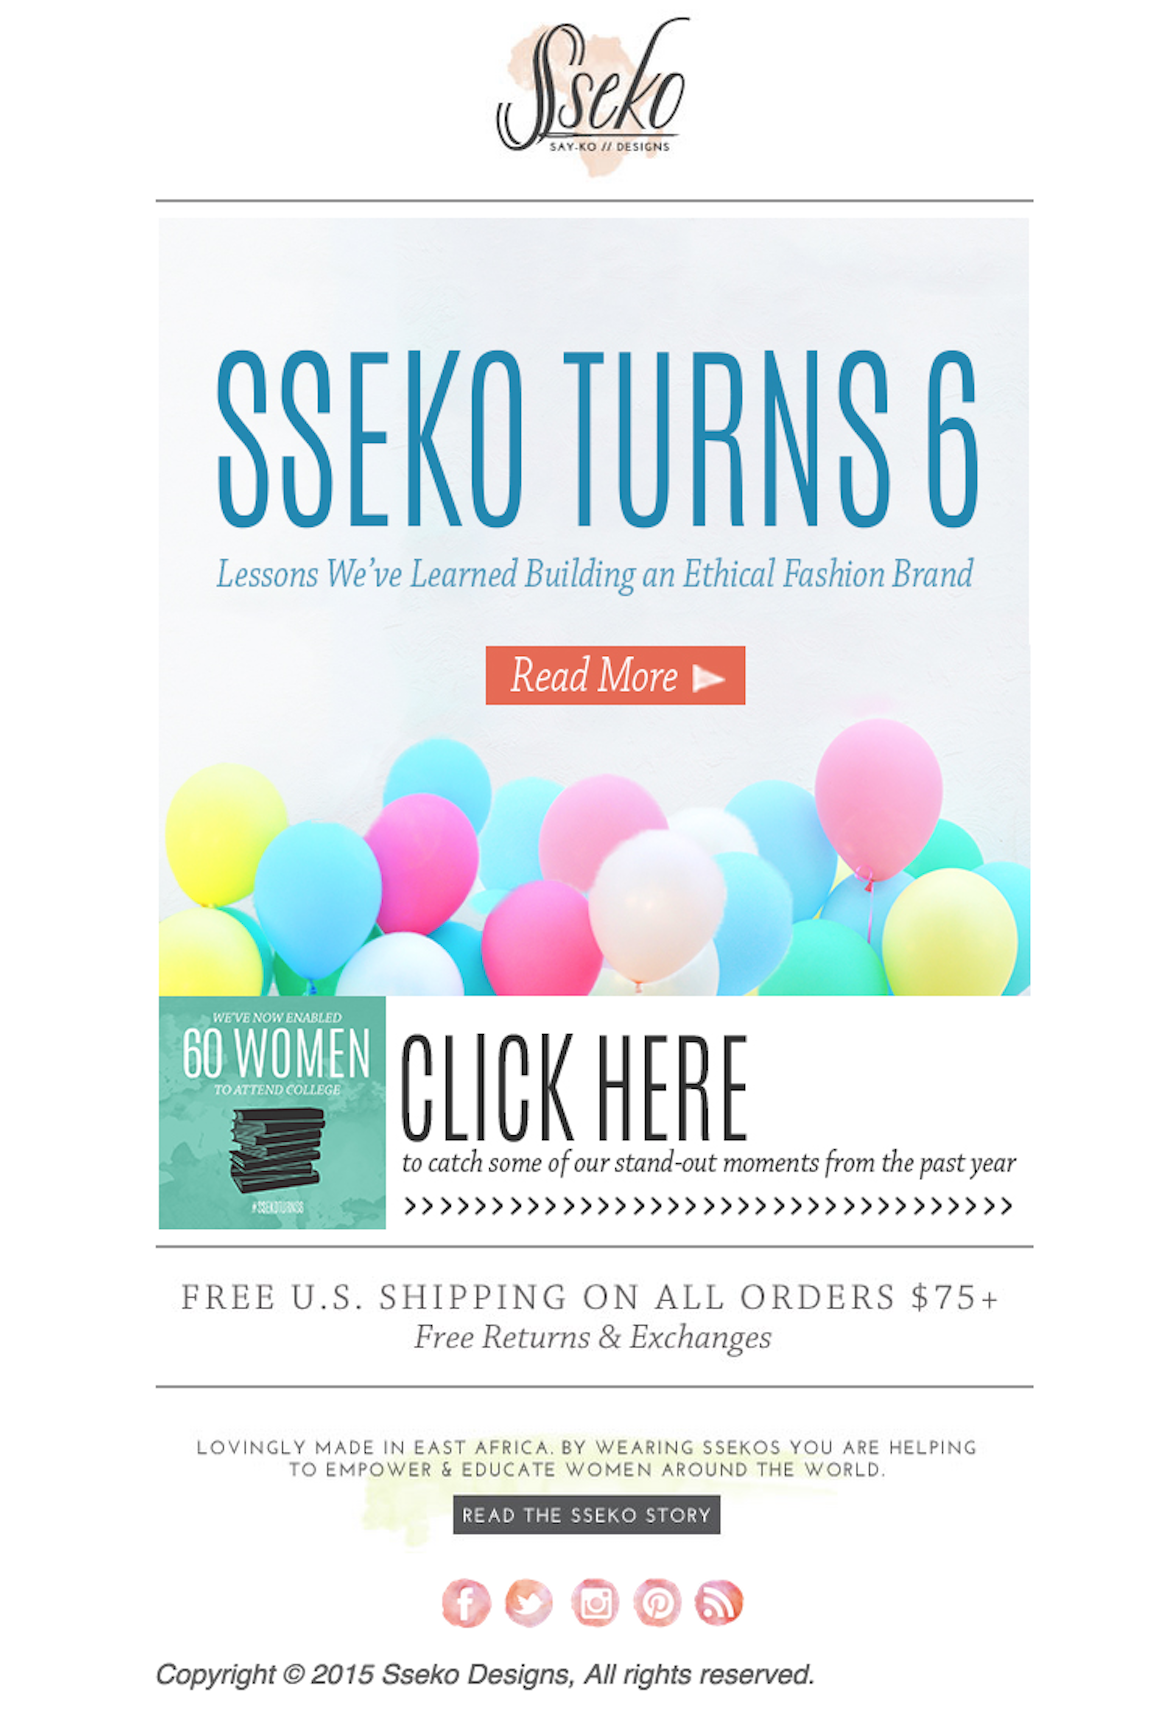 Sseko
SAY-KO // DESIGNS
SSEKO TURNS 6
Lessons We've Learned Building an Ethical Fashion Brand
Read More
WE'VE NOW ENABLED
60 WOMEN
TO ATTEND COLLEGE
#SSEKOTURNS6
CLICK HERE
to catch some of our stand-out moments from the past year
>>>>>>>>>>>>>>>>>>>>>>>>>>>>>>>>>>>
FREE U.S. SHIPPING ON ALL ORDERS $75+
Free Returns & Exchanges
LOVINGLY MADE IN EAST AFRICA. BY WEARING SSEKOS YOU ARE HELPING
TO EMPOWER & EDUCATE WOMEN AROUND THE WORLD.
READ THE SSEKO STORY
Copyright © 2015 Sseko Designs, All rights reserved.